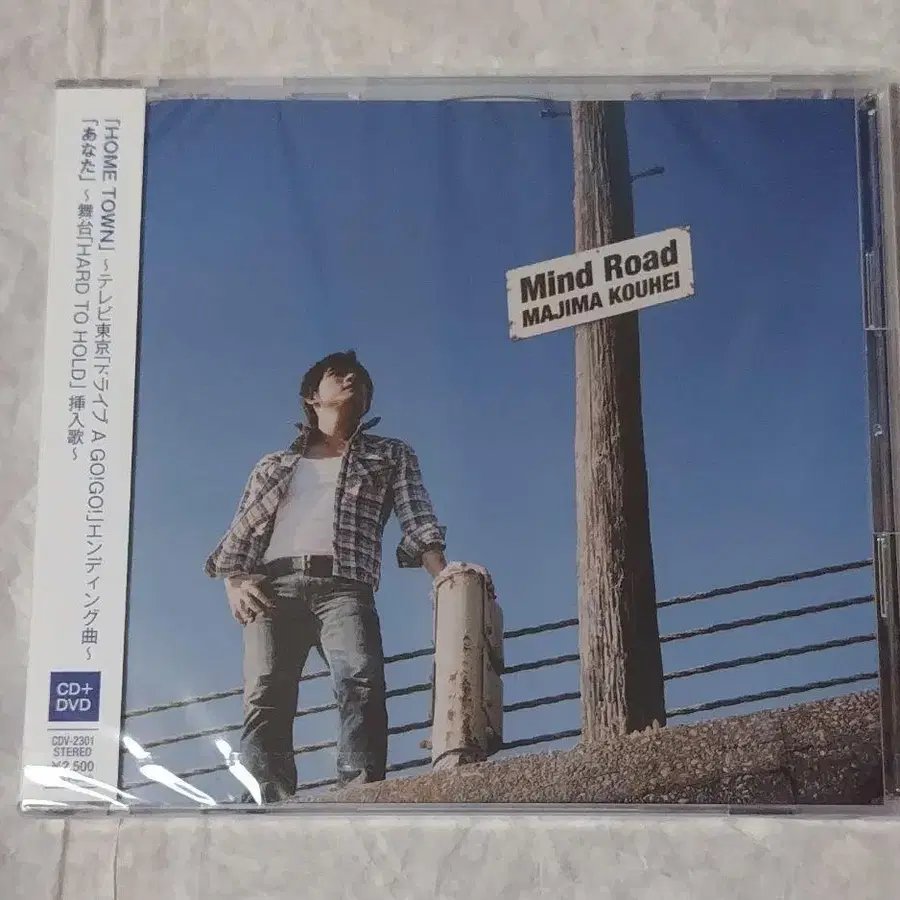 「HOME TOWN」～テレビ東京「ドライブ A GO!GO!」エンディング曲～
「あなた」～舞台「HARD TO HOLD」挿入歌～
CD+
DVD
CDV-2301
STEREO
¥2,500
Mind Road
MAJIMA KOUHEI